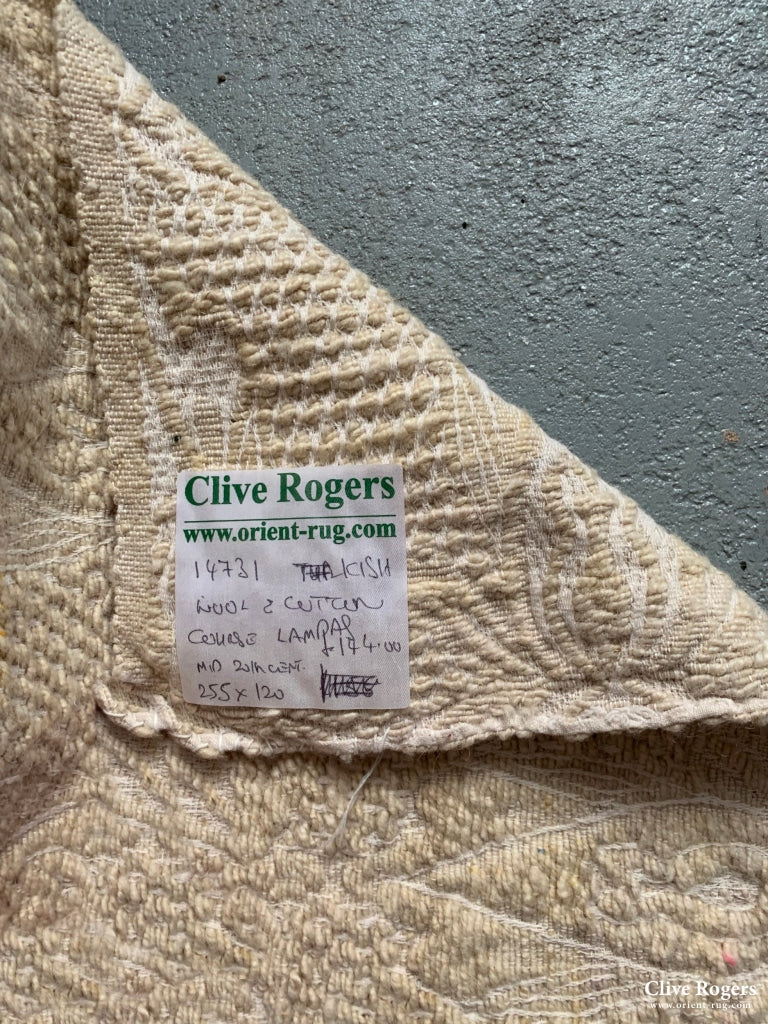 Clive Rogers
www.orient-rug.com
14731 TURKISH
WOOL & COTTON
COURSE LAMPAS
£174.00
MID 20TH CENT.
255 x 120
Clive Rogers
www.orient-rug.com